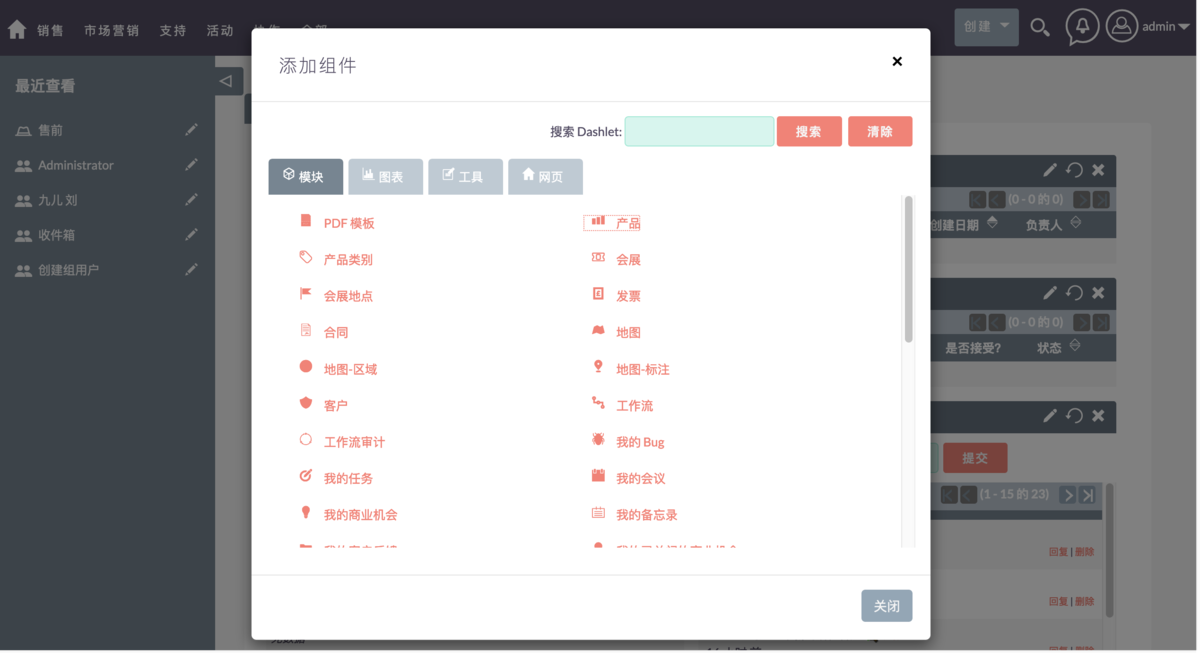 销售 市场营销 支持 活动
创建
admin
最近查看
售前
Administrator
九儿 刘
收件箱
创建组用户
添加组件
×
搜索 Dashlet:
搜索
清除
模块
图表
工具
网页
PDF 模板
产品
产品类别
会展
会展地点
发票
合同
地图
地图-区域
地图-标注
客户
工作流
工作流审计
我的 Bug
我的任务
我的会议
我的商业机会
我的备忘录
关闭
(0 - 0 的 0)
创建日期
负责人
(0 - 0 的 0)
是否接受?
状态
提交
(1 - 15 的 23)
回复 | 删除
回复 | 删除